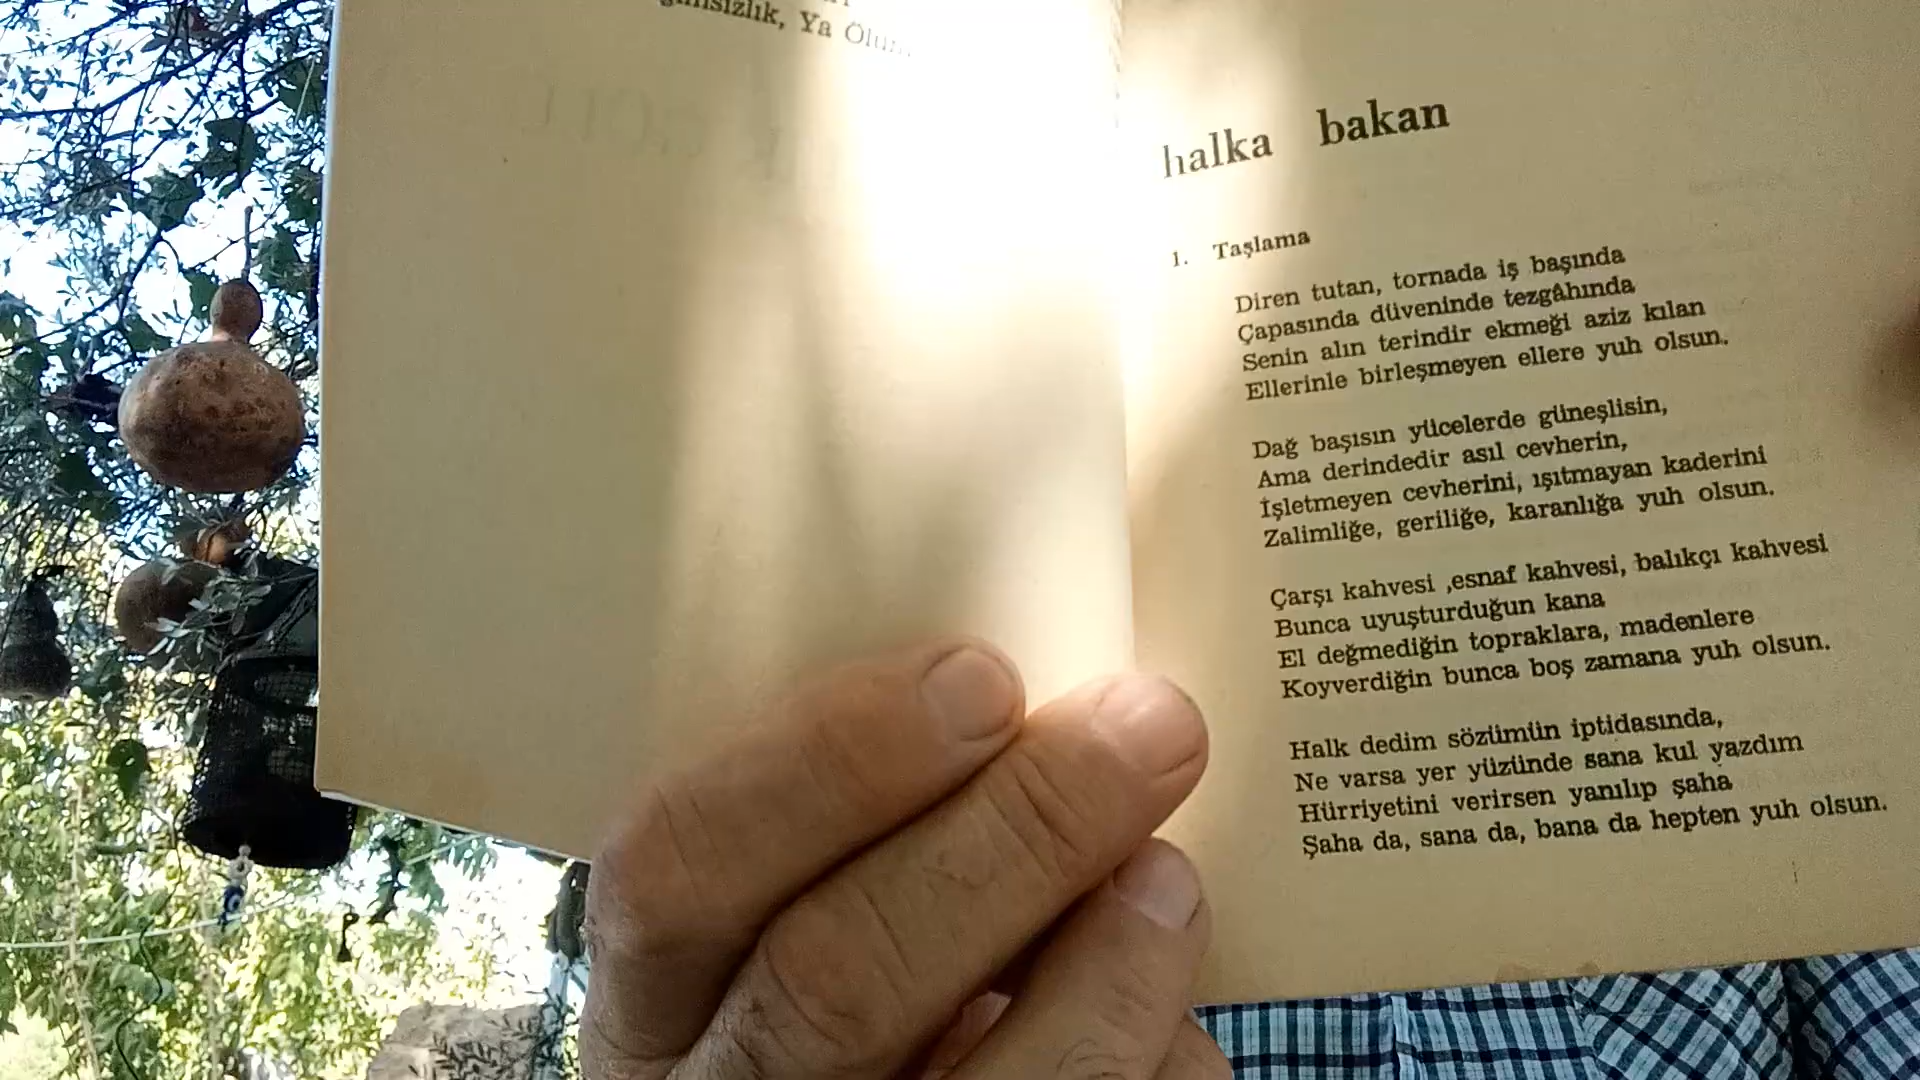 Ya
halka bakan
1. Taşlama
Diren tutan, tornada iş başında
Çapasında düveninde tezgâhında
Senin alın terindir ekmeği aziz kılan
Ellerinle birleşmeyen ellere yuh olsun.
Dağ başısın yücelerde güneşlisin,
Ama derindedir asıl cevherin,
İşletmeyen cevherini, ışıtmayan kaderini
Zalimliğe, geriliğe, karanlığa yuh olsun.
Çarşı kahvesi ,esnaf kahvesi, balıkçı kahvesi
Bunca uyuşturduğun kana
El değmediğin topraklara, madenlere
Koyverdiğin bunca boş zamana yuh olsun.
Halk dedim sözümün iptidasında,
Ne varsa yer yüzünde sana kul yazdım
Hürriyetini verirsen yanılıp şaha
Şaha da, sana da, bana da hepten yuh olsun.